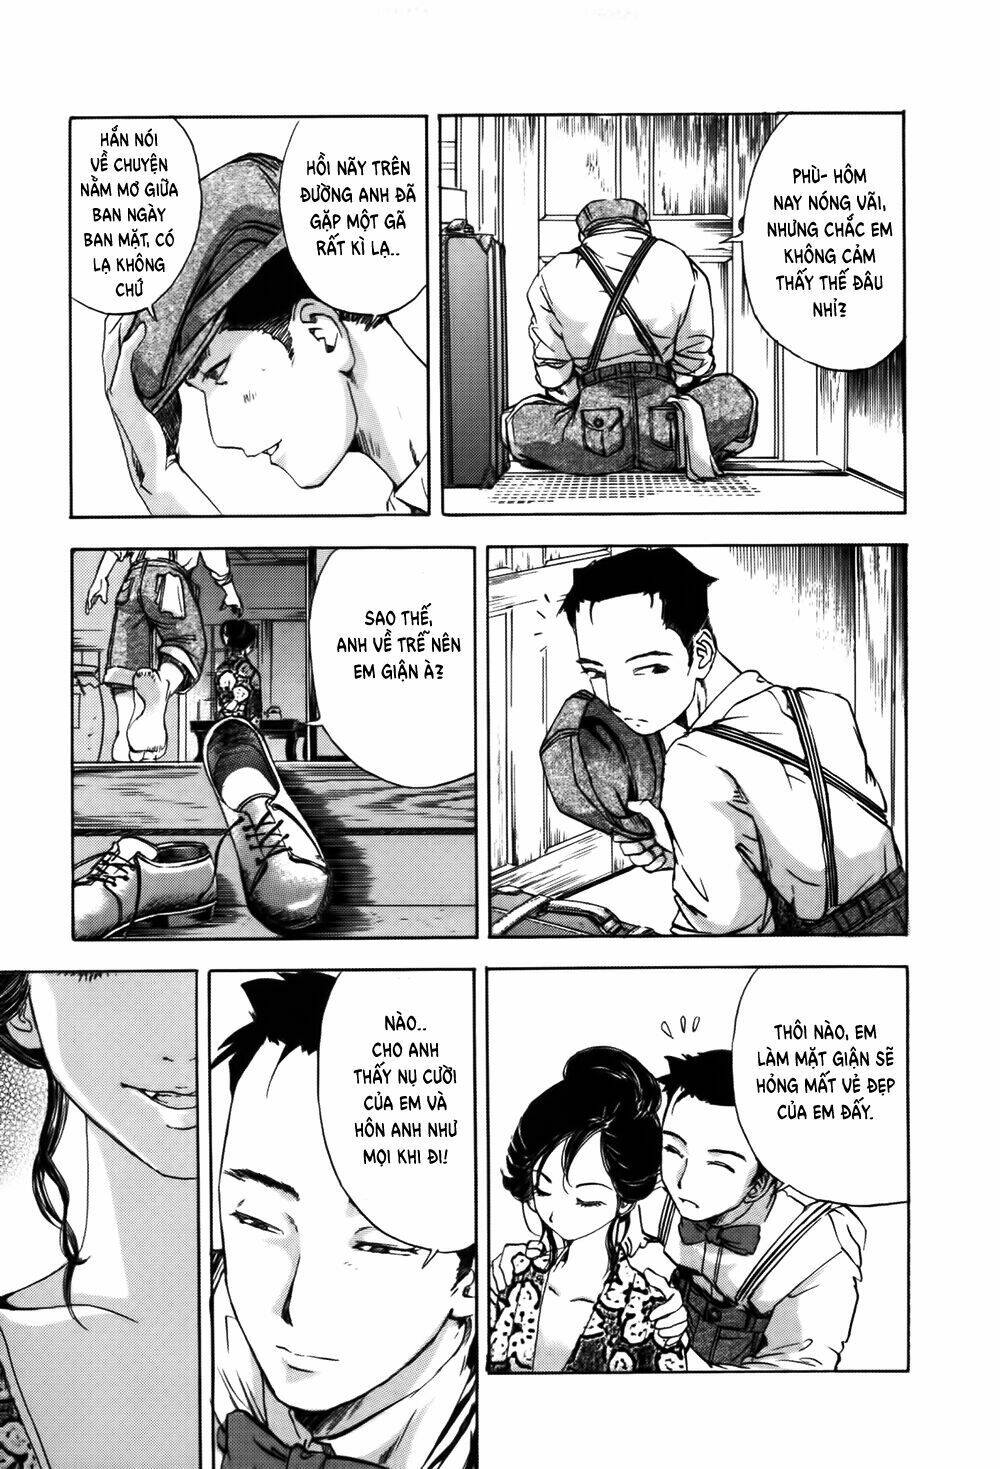 PHÙ- HÔM
NAY NÓNG VÃI,
NHƯNG CHẮC EM
KHÔNG CẢM
THẤY THẾ ĐÂU
NHỈ?
HỒI NÃY TRÊN
ĐƯỜNG ANH ĐÃ
GẶP MỘT GÃ
RẤT KÌ LẠ..
HẮN NÓI
VỀ CHUYỆN
NẰM MƠ GIỮA
BAN NGÀY
BAN MẶT, CÓ
LẠ KHÔNG
CHỨ
SAO THẾ,
ANH VỀ TRỄ NÊN
EM GIẬN À?
THÔI NÀO, EM
LÀM MẶT GIẬN SẼ
HỎNG MẤT VẺ ĐẸP
CỦA EM ĐẤY.
NÀO..
CHO ANH
THẤY NỤ CƯỜI
CỦA EM VÀ
HÔN ANH NHƯ
MỌI KHI ĐI!